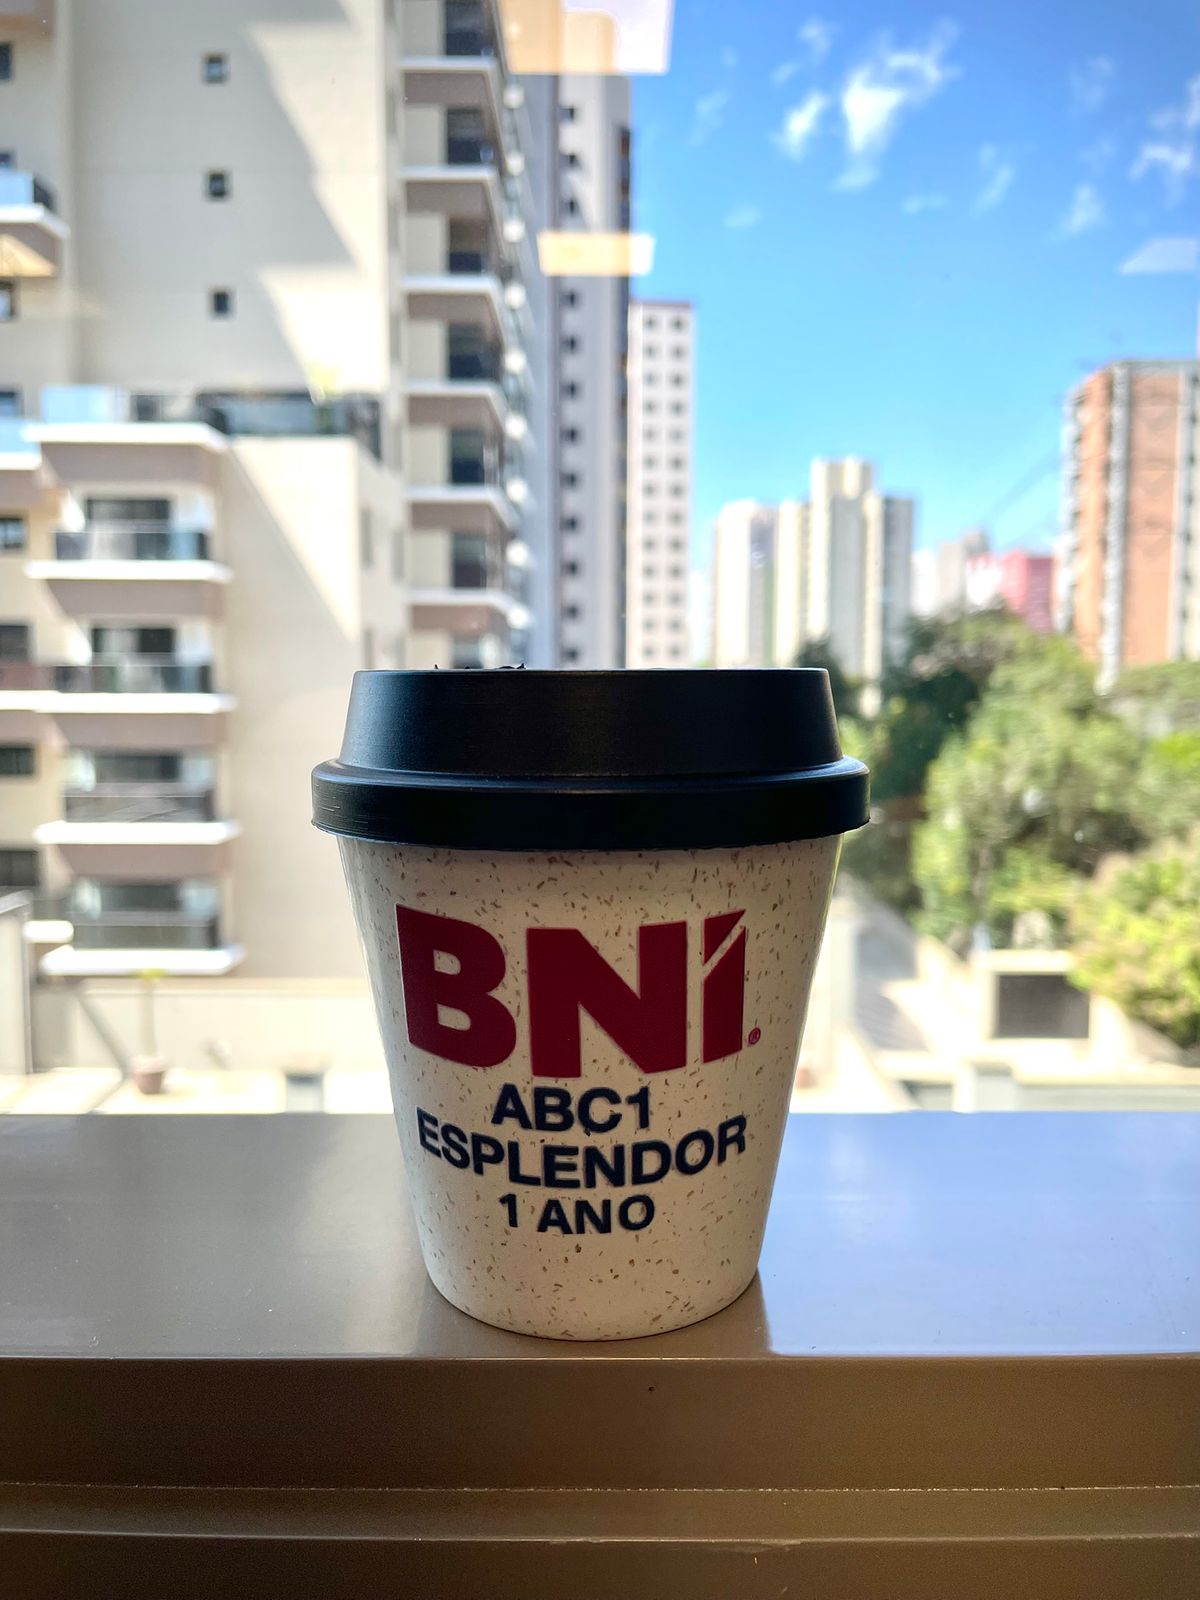 BNI®
ABC1
ESPLENDOR
1 ANO